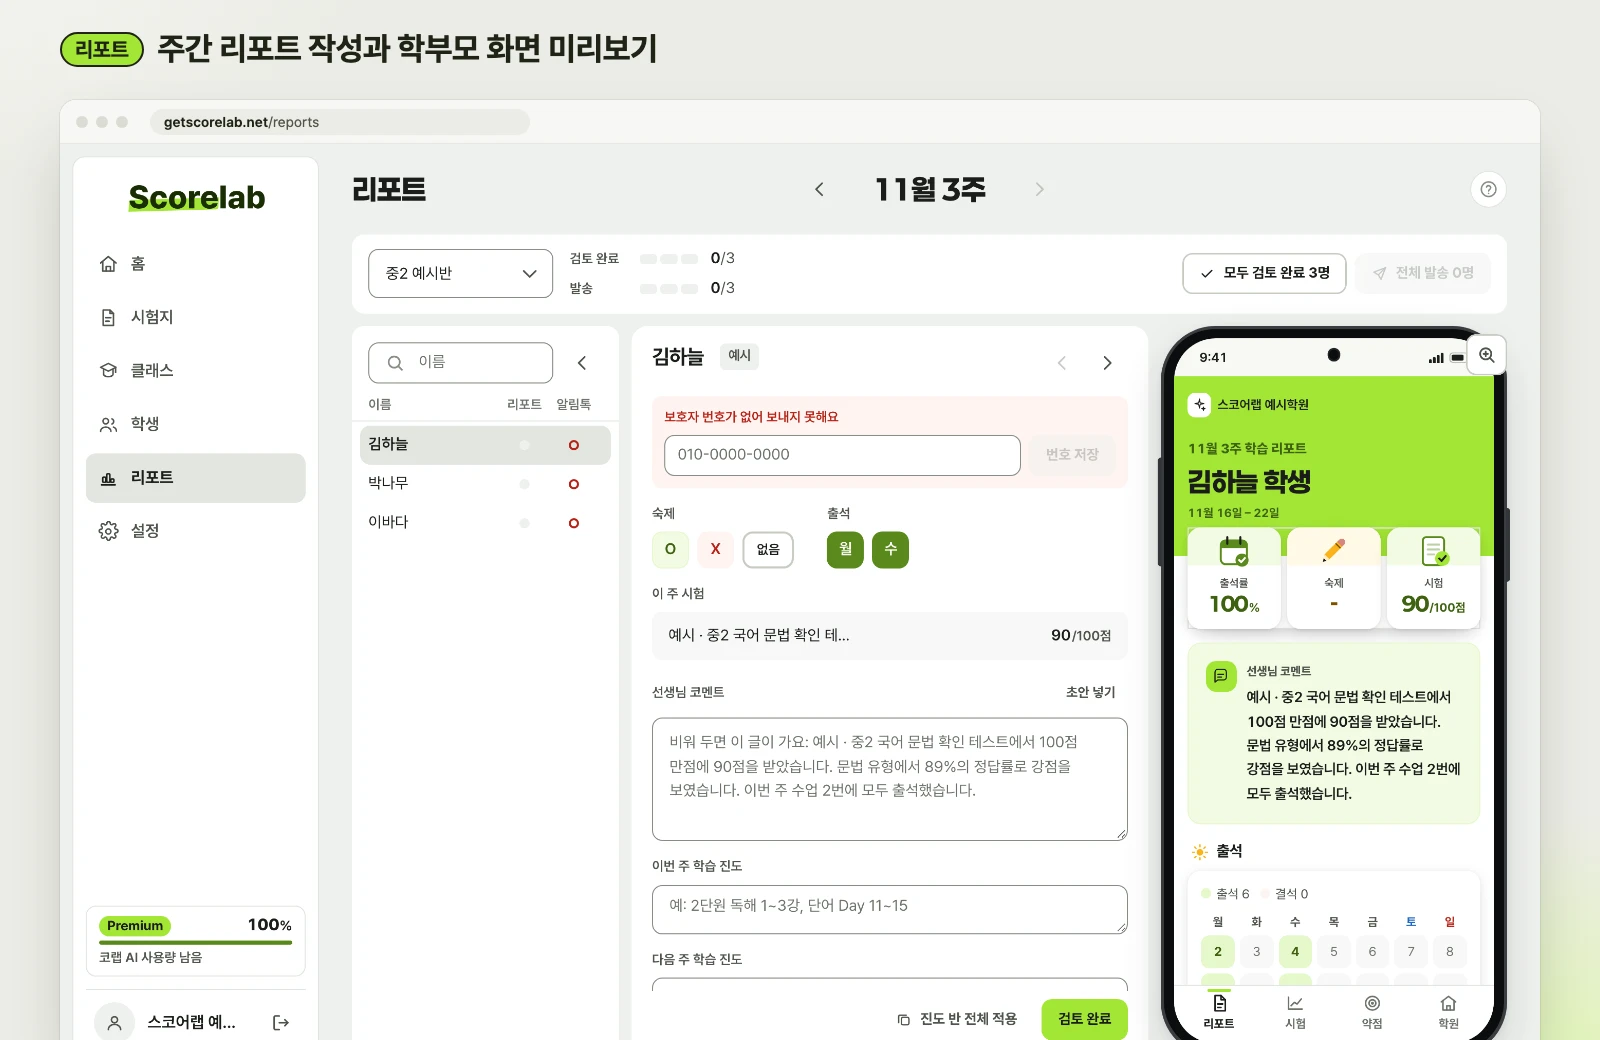 리포트 주간 리포트 작성과 학부모 화면 미리보기
getscorelab.net/reports
Scorelab
홈
시험지
클래스
학생
리포트
설정
Premium 100%
코랩 AI 사용량 남음
스코어랩 예...
리포트
11월 3주
중2 예시반
검토 완료 0/3
발송 0/3
모두 검토 완료 3명
전체 발송 0명
이름
이름 리포트 알림톡
김하늘
박나무
이바다
김하늘 예시
보호자 번호가 없어 보내지 못해요
010-0000-0000 번호 저장
숙제 출석
O X 없음 월 수
이 주 시험
예시 · 중2 국어 문법 확인 테... 90/100점
선생님 코멘트 초안 넣기
비워 두면 이 글이 가요: 예시 · 중2 국어 문법 확인 테스트에서 100점
만점에 90점을 받았습니다. 문법 유형에서 89%의 정답률로 강점을
보였습니다. 이번 주 수업 2번에 모두 출석했습니다.
이번 주 학습 진도
예: 2단원 독해 1~3강, 단어 Day 11~15
다음 주 학습 진도
진도 반 전체 적용 검토 완료
9:41
스코어랩 예시학원
11월 3주 학습 리포트
김하늘 학생
11월 16일 – 22일
출석률 숙제 시험
100% - 90/100점
선생님 코멘트
예시 · 중2 국어 문법 확인 테스트에서
100점 만점에 90점을 받았습니다.
문법 유형에서 89%의 정답률로
강점을 보였습니다. 이번 주 수업 2번에
모두 출석했습니다.
출석
출석 6 결석 0
월 화 수 목 금 토 일
2 3 4 5 6 7 8
리포트 시험 약점 학원